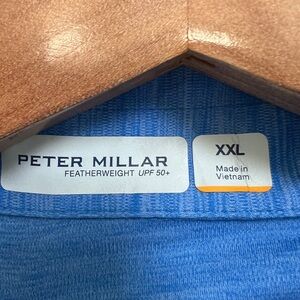 PETER MILLAR
FEATHERWEIGHT UPF 50+
XXL
Made in
Vietnam